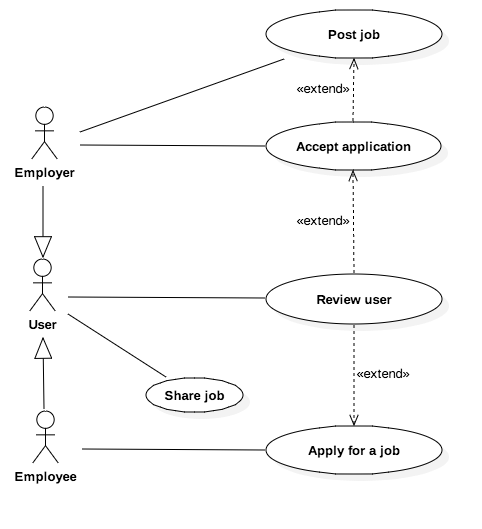 Post job
«extend»
Accept application
Employer
«extend»
Review user
User
«extend»
Share job
Apply for a job
Employee